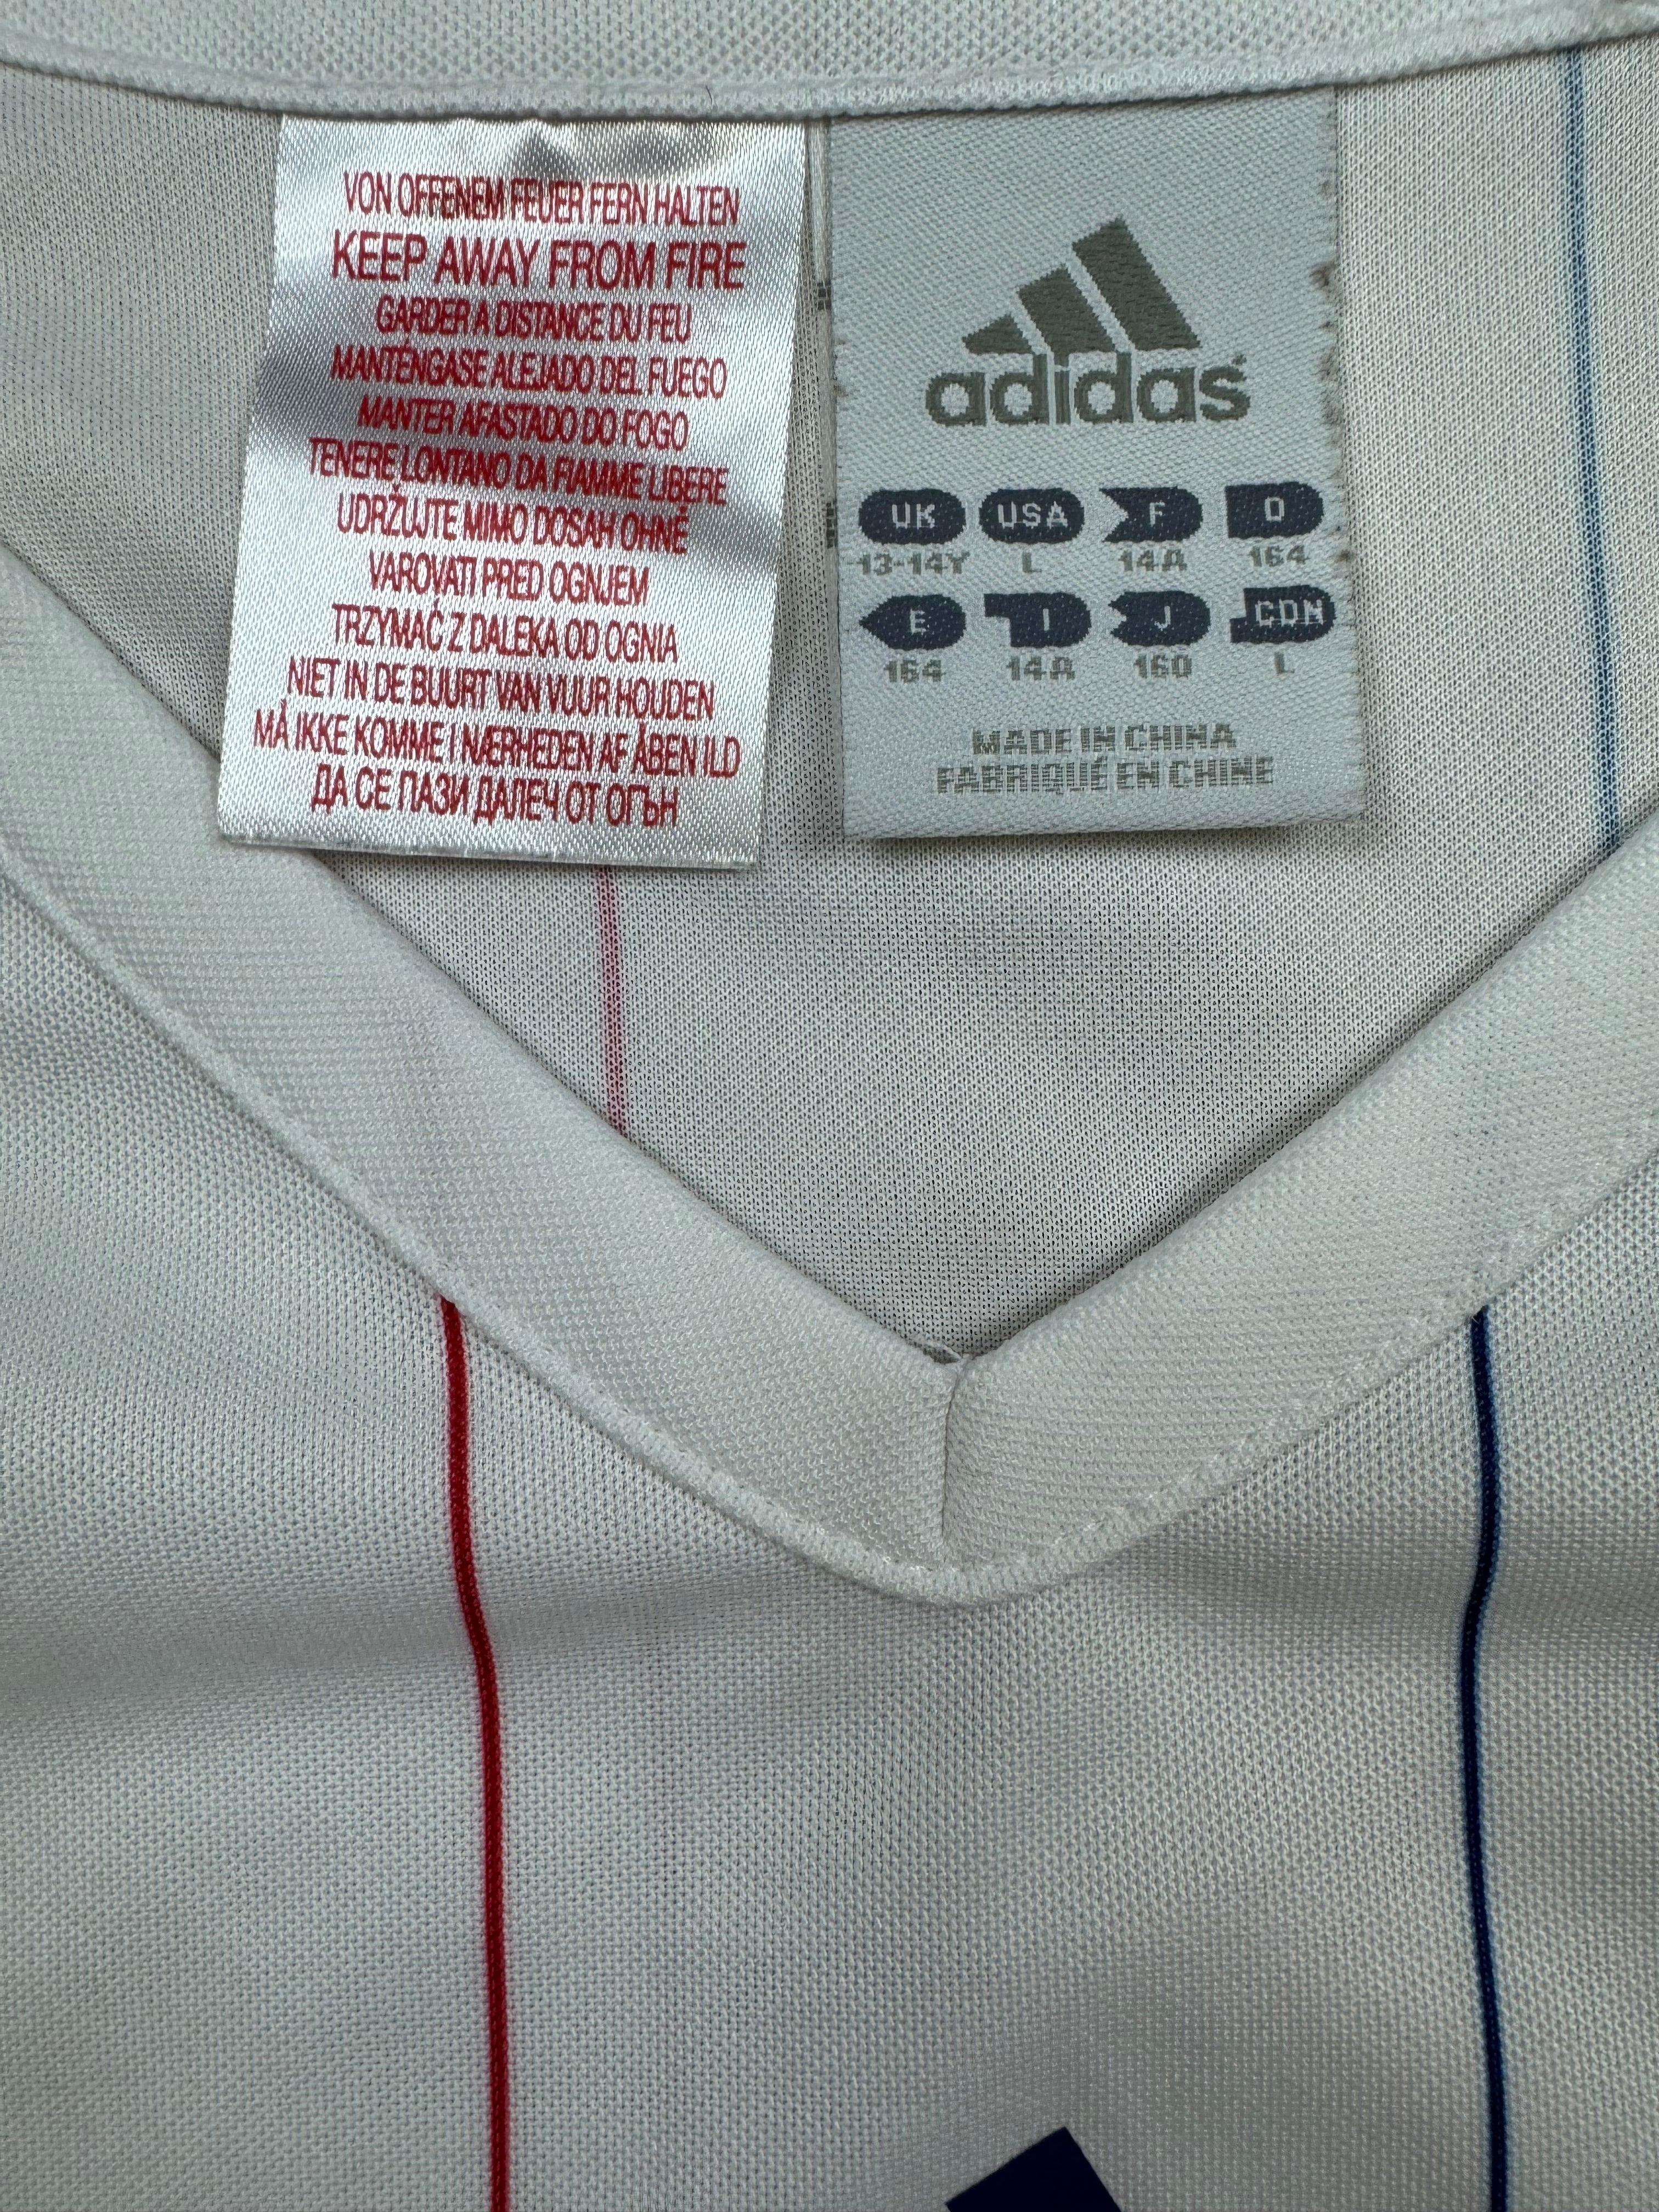 VON OFFENEM FEUER FERN HALTEN
KEEP AWAY FROM FIRE
GARDER A DISTANCE DU FEU
MANTÉNGASE ALEJADO DEL FUEGO
MANTER AFASTADO DO FOGO
TENERE LONTANO DA FIAMME LIBERE
UDRŽUJTE MIMO DOSAH OHNĚ
VAROVATI PRED OGNJEM
TRZYMAĆ Z DALEKA OD OGNIA
NIET IN DE BUURT VAN VUUR HOUDEN
MÅ IKKE KOMME I NÆRHEDEN AF ÅBEN ILD
ДА СЕ ПАЗИ ДАЛЕЧ ОТ ОГЪН
adidas
UK USA F D
13-14Y L 14A 164
E I J CDN
164 14A 160 L
MADE IN CHINA
FABRIQUÉ EN CHINE